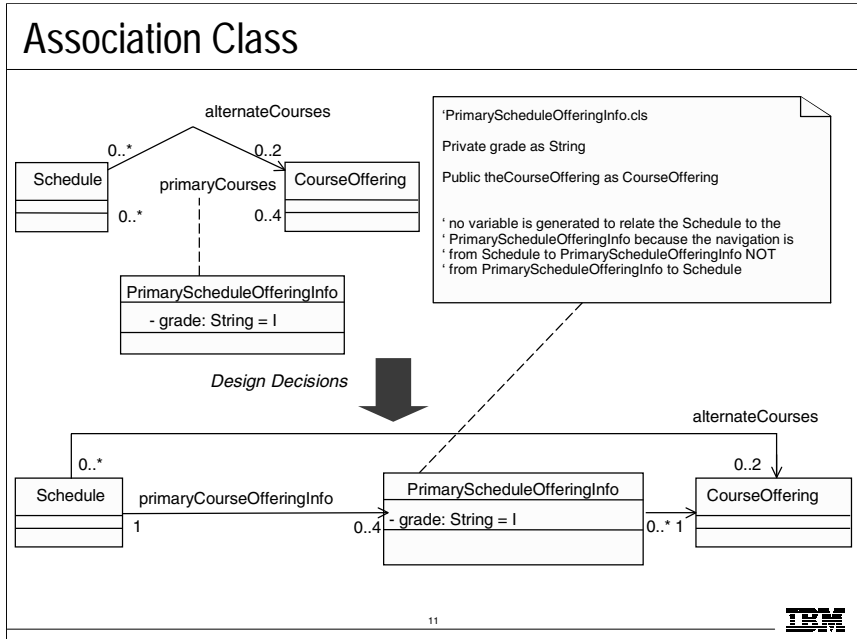 Association Class
alternateCourses
0..*
0..2
Schedule
primaryCourses
CourseOffering
0..*
0..4
PrimaryScheduleOfferingInfo
- grade: String = I
'PrimaryScheduleOfferingInfo.cls
Private grade as String
Public theCourseOffering as CourseOffering
' no variable is generated to relate the Schedule to the
' PrimaryScheduleOfferingInfo because the navigation is
' from Schedule to PrimaryScheduleOfferingInfo NOT
' from PrimaryScheduleOfferingInfo to Schedule
Design Decisions
alternateCourses
0..*
0..2
Schedule
primaryCourseOfferingInfo
1
0..4
PrimaryScheduleOfferingInfo
- grade: String = I
0..* 1
CourseOffering
11
IBM